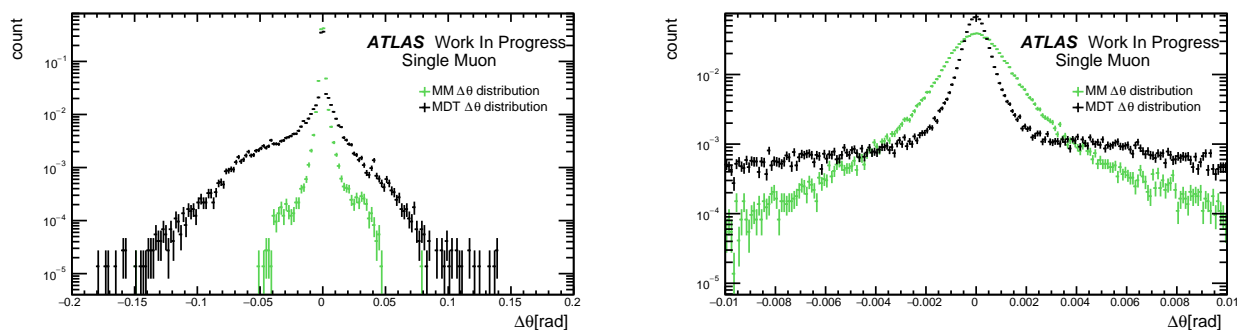 count
ATLAS Work In Progress
Single Muon
MM Δθ distribution
MDT Δθ distribution
10⁻¹
10⁻²
10⁻³
10⁻⁴
10⁻⁵
−0.2 −0.15 −0.1 −0.05 0 0.05 0.1 0.15 0.2
Δθ[rad]
count
ATLAS Work In Progress
Single Muon
MM Δθ distribution
MDT Δθ distribution
10⁻²
10⁻³
10⁻⁴
10⁻⁵
−0.010 −0.008 −0.006 −0.004 −0.002 0 0.002 0.004 0.006 0.008 0.01
Δθ[rad]